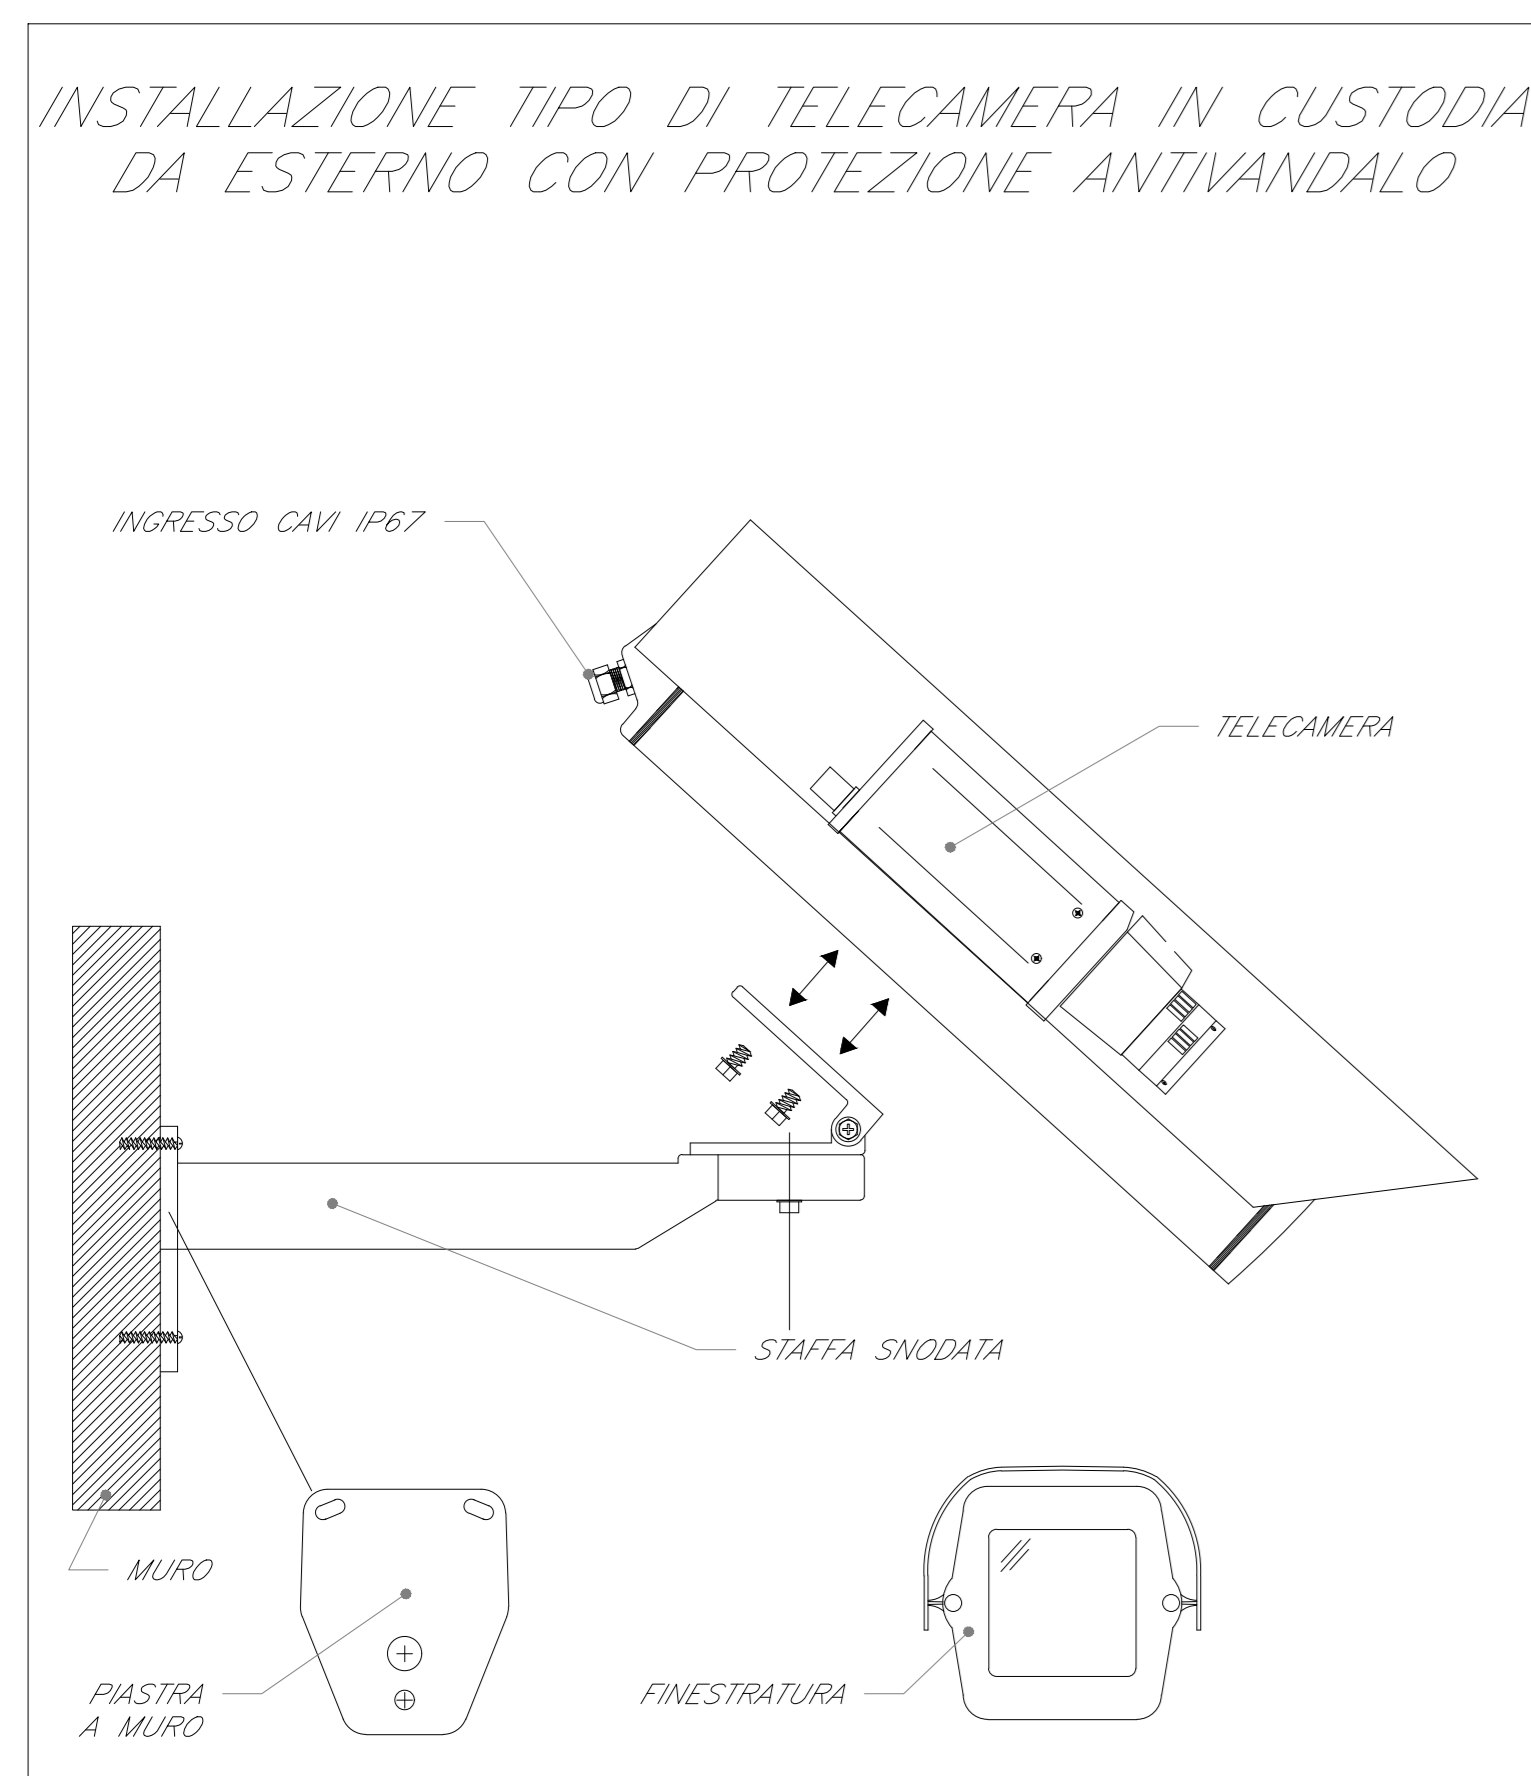 INSTALLAZIONE TIPO DI TELECAMERA IN CUSTODIA
DA ESTERNO CON PROTEZIONE ANTIVANDALO
INGRESSO CAVI IP67
TELECAMERA
STAFFA SNODATA
MURO
PIASTRA
A MURO
FINESTRATURA